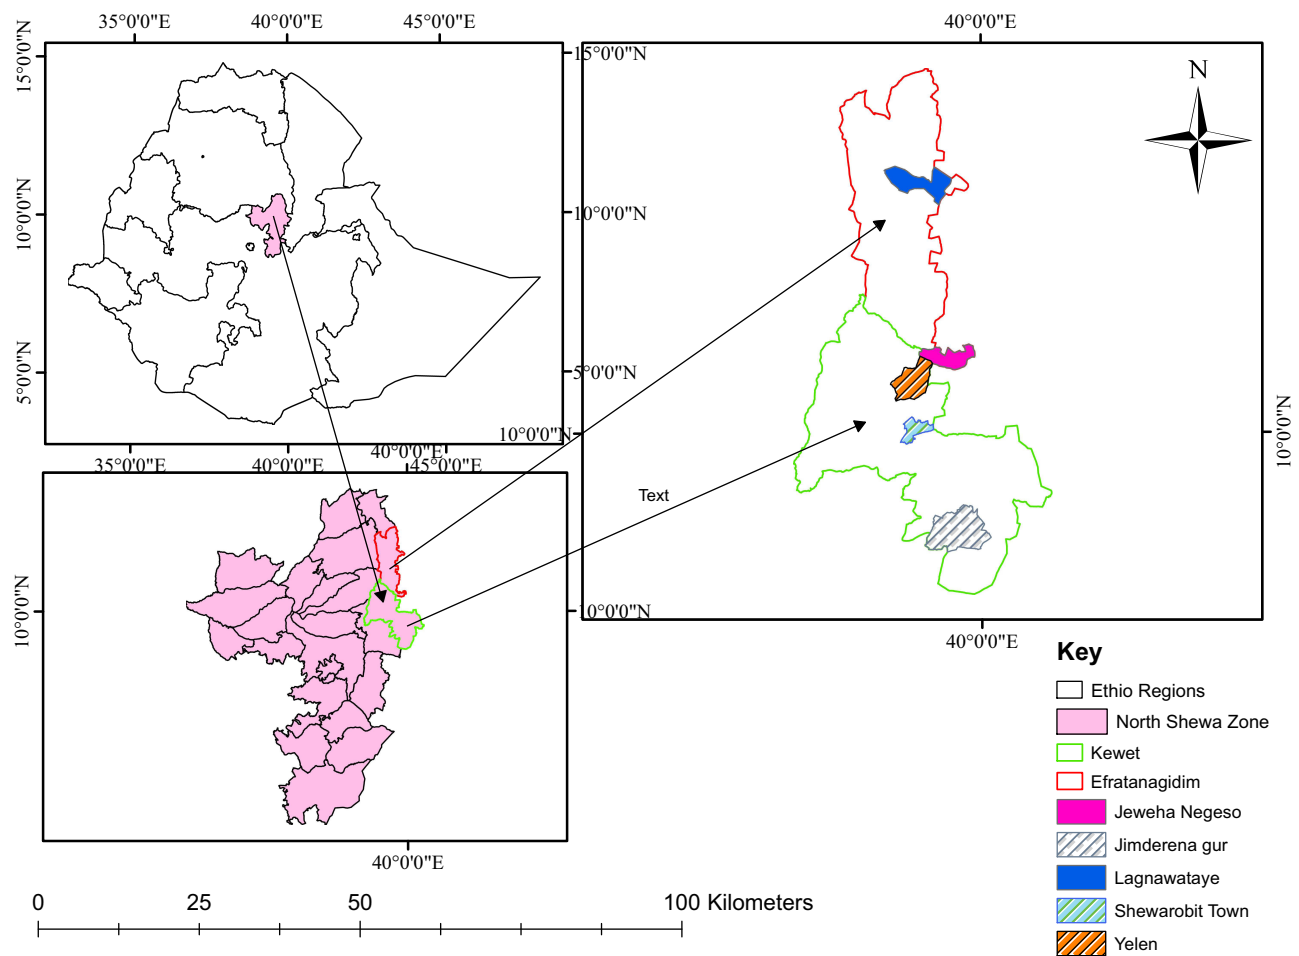 35°0'0"E 40°0'0"E 45°0'0"E
40°0'0"E
15°0'0"N
15°0'0"N
N
10°0'0"N
10°0'0"N
5°0'0"N
5°0'0"N
10°0'0"N
10°0'0"N
40°0'0"E
35°0'0"E 40°0'0"E 45°0'0"E
Text
10°0'0"N
10°0'0"N
40°0'0"E
40°0'0"E
Key
Ethio Regions
North Shewa Zone
Kewet
Efratanagidim
Jeweha Negeso
Jimderena gur
Lagnawataye
Shewarobit Town
Yelen
0 25 50 100 Kilometers